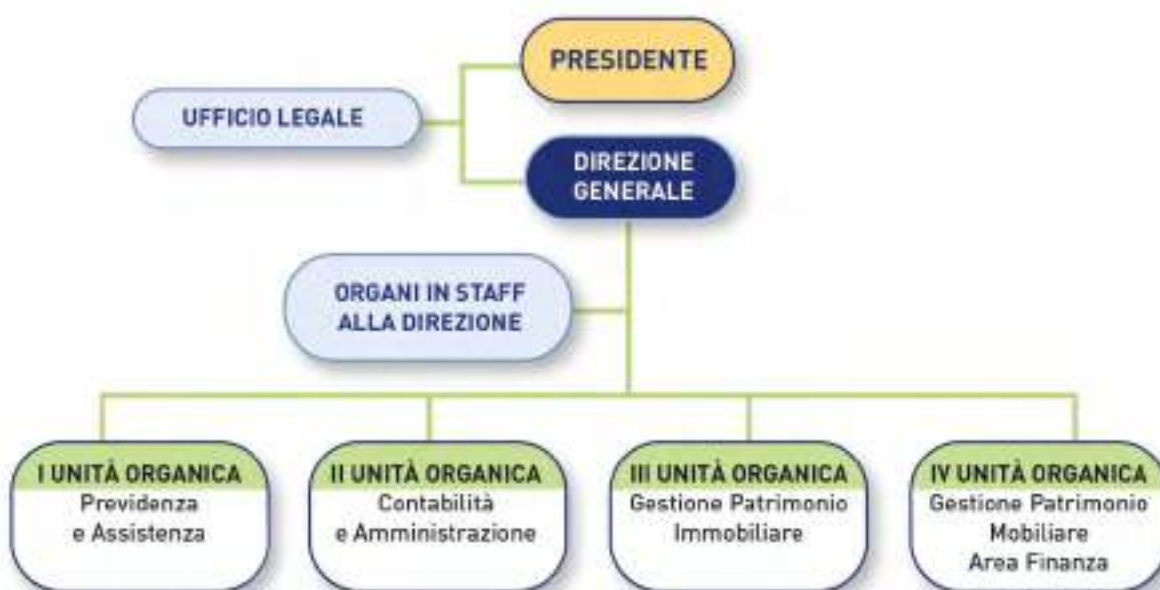 PRESIDENTE
UFFICIO LEGALE
DIREZIONE
GENERALE
ORGANI IN STAFF
ALLA DIREZIONE
I UNITÀ ORGANICA
Previdenza
e Assistenza
II UNITÀ ORGANICA
Contabilità
e Amministrazione
III UNITÀ ORGANICA
Gestione Patrimonio
Immobiliare
IV UNITÀ ORGANICA
Gestione Patrimonio
Mobiliare
Area Finanza